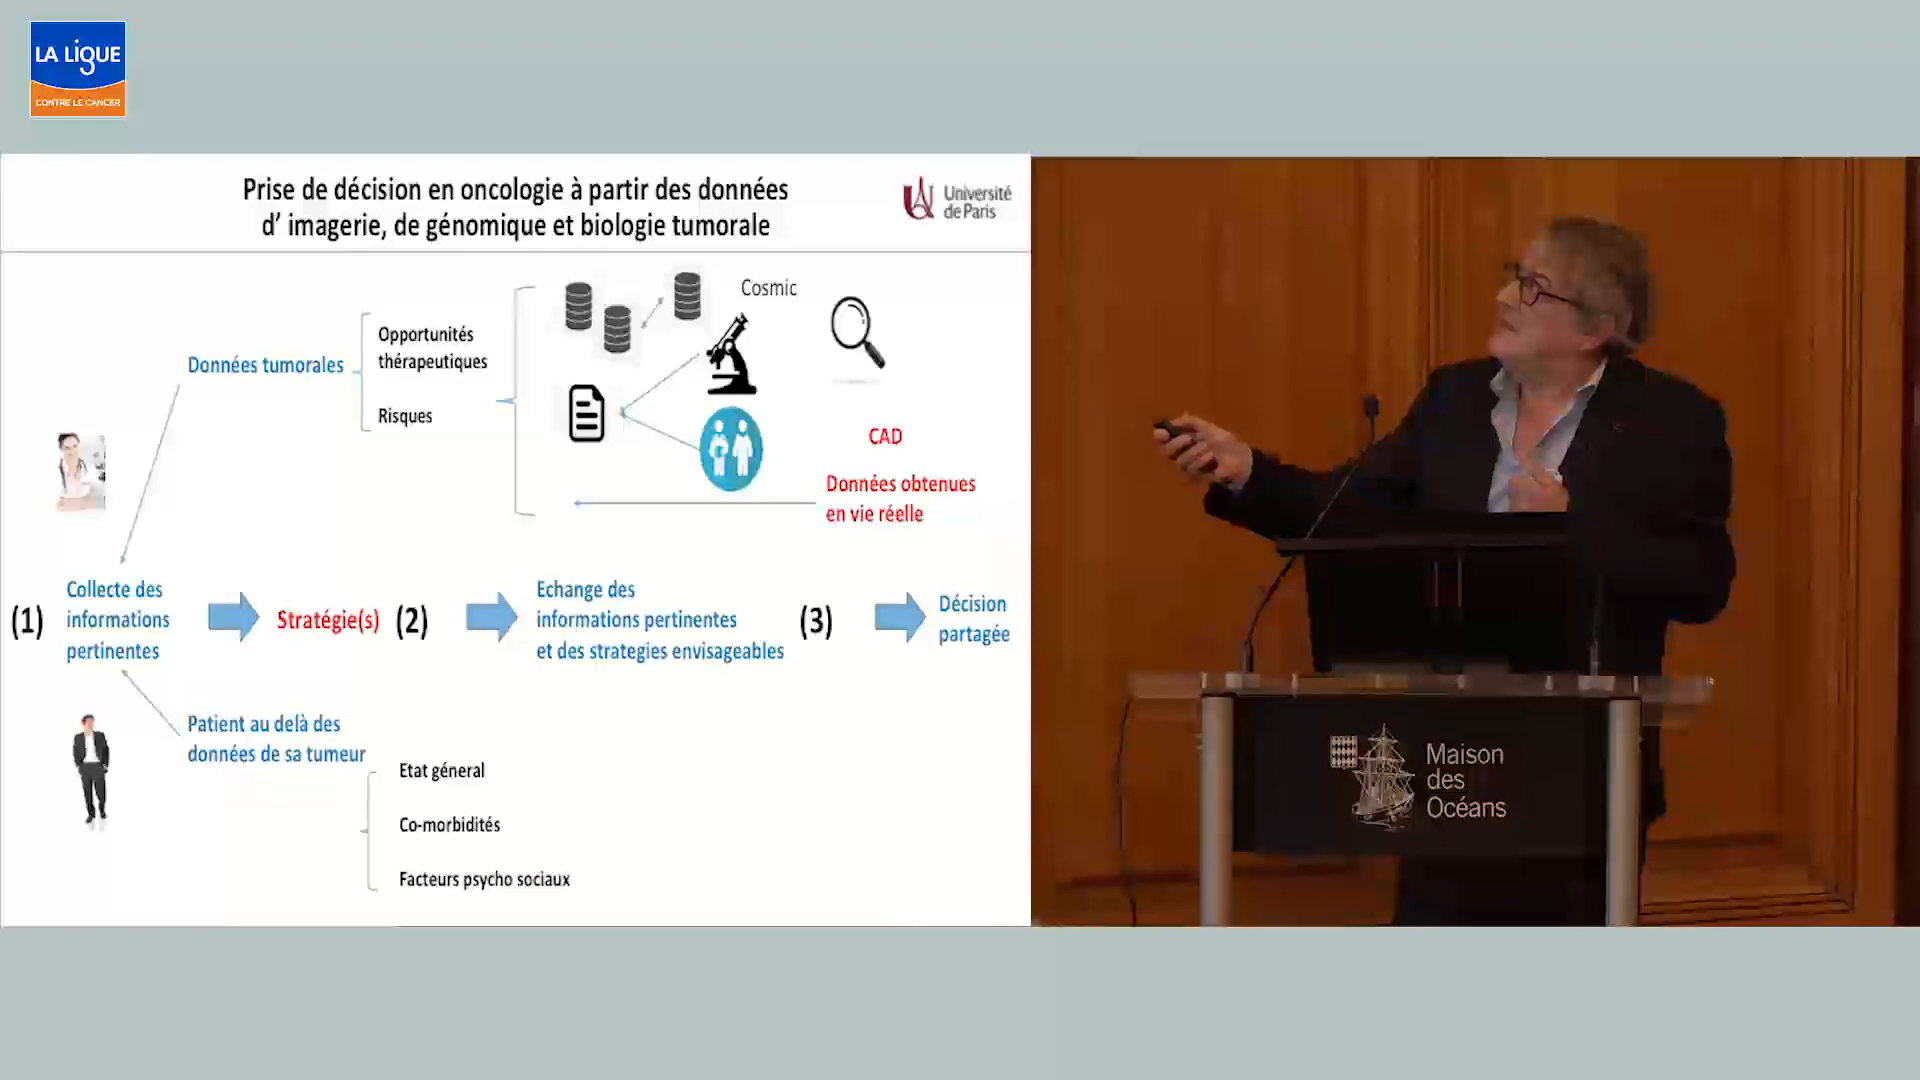 LA LIGUE
CONTRE LE CANCER
Prise de décision en oncologie à partir des données
d' imagerie, de génomique et biologie tumorale
Université
de Paris
Cosmic
Opportunités
thérapeutiques
Données tumorales
Risques
CAD
Données obtenues
en vie réelle
(1)
Collecte des
informations
pertinentes
Stratégie(s)
(2)
Echange des
informations pertinentes
et des strategies envisageables
(3)
Décision
partagée
Patient au delà des
données de sa tumeur
Etat géneral
Co-morbidités
Facteurs psycho sociaux
Maison
des
Océans